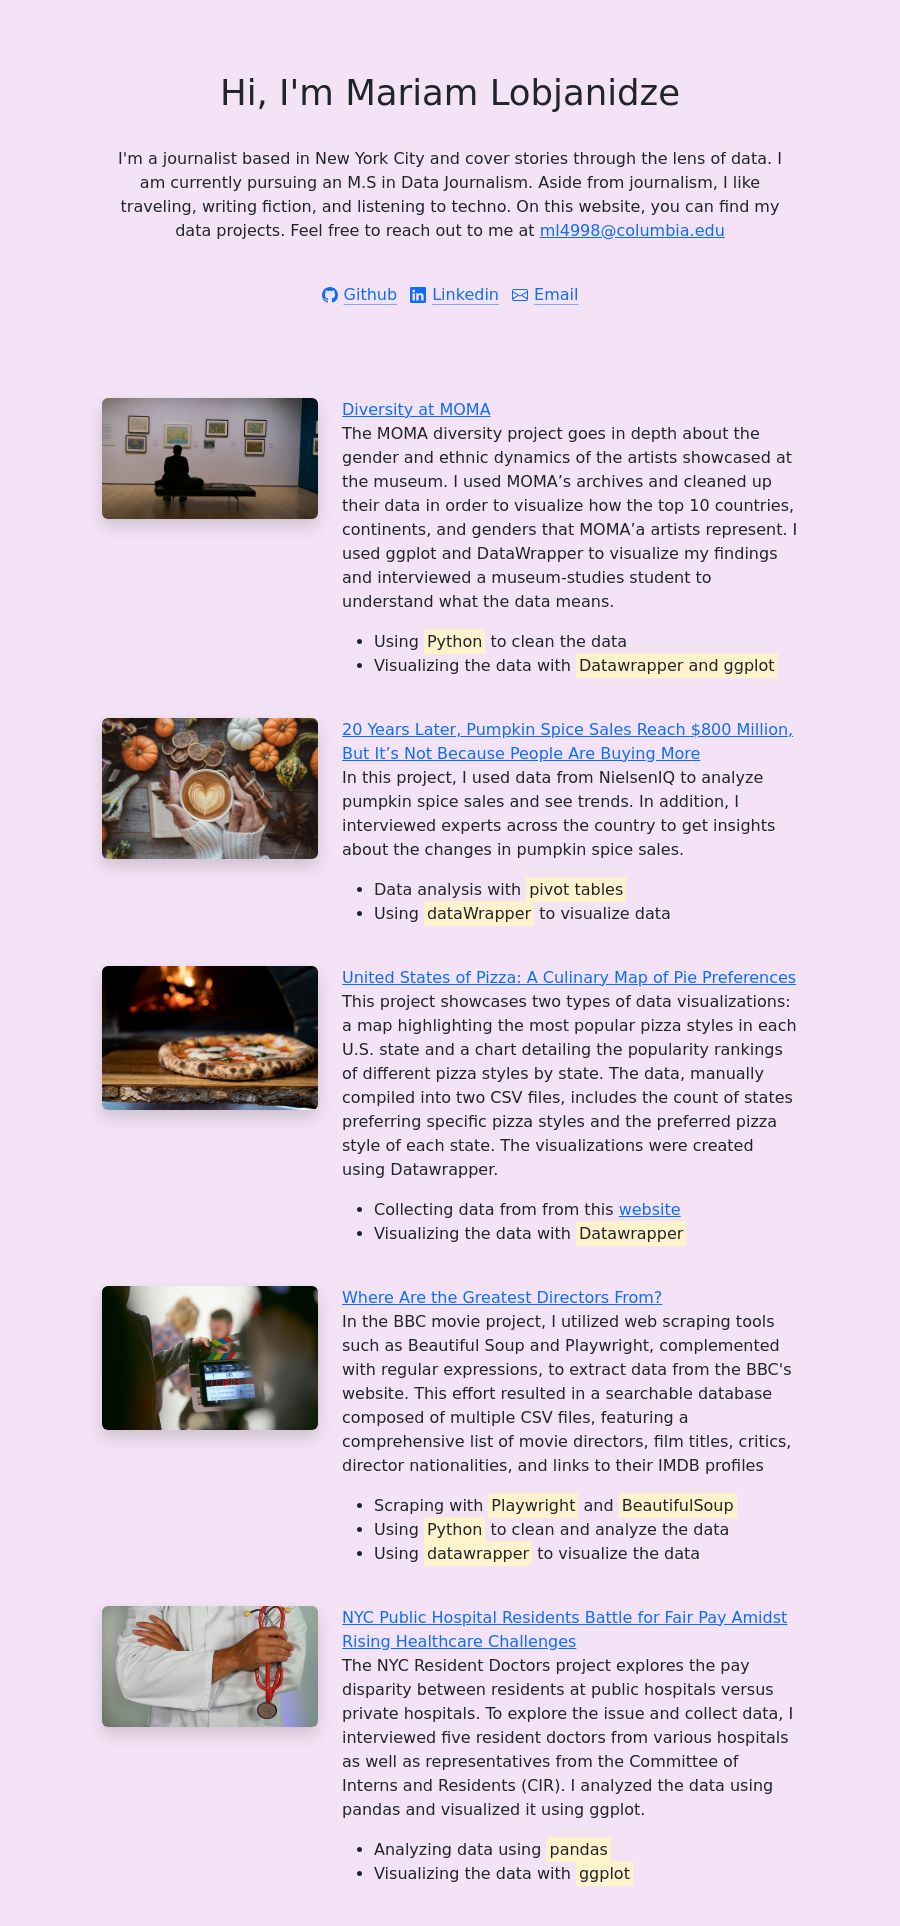 Hi, I'm Mariam Lobjanidze
I'm a journalist based in New York City and cover stories through the lens of data. I
am currently pursuing an M.S in Data Journalism. Aside from journalism, I like
traveling, writing fiction, and listening to techno. On this website, you can find my
data projects. Feel free to reach out to me at ml4998@columbia.edu
Github Linkedin Email
Diversity at MOMA
The MOMA diversity project goes in depth about the
gender and ethnic dynamics of the artists showcased at
the museum. I used MOMA’s archives and cleaned up
their data in order to visualize how the top 10 countries,
continents, and genders that MOMA’a artists represent. I
used ggplot and DataWrapper to visualize my findings
and interviewed a museum-studies student to
understand what the data means.
• Using Python to clean the data
• Visualizing the data with Datawrapper and ggplot
20 Years Later, Pumpkin Spice Sales Reach $800 Million,
But It’s Not Because People Are Buying More
In this project, I used data from NielsenIQ to analyze
pumpkin spice sales and see trends. In addition, I
interviewed experts across the country to get insights
about the changes in pumpkin spice sales.
• Data analysis with pivot tables
• Using dataWrapper to visualize data
United States of Pizza: A Culinary Map of Pie Preferences
This project showcases two types of data visualizations:
a map highlighting the most popular pizza styles in each
U.S. state and a chart detailing the popularity rankings
of different pizza styles by state. The data, manually
compiled into two CSV files, includes the count of states
preferring specific pizza styles and the preferred pizza
style of each state. The visualizations were created
using Datawrapper.
• Collecting data from from this website
• Visualizing the data with Datawrapper
Where Are the Greatest Directors From?
In the BBC movie project, I utilized web scraping tools
such as Beautiful Soup and Playwright, complemented
with regular expressions, to extract data from the BBC's
website. This effort resulted in a searchable database
composed of multiple CSV files, featuring a
comprehensive list of movie directors, film titles, critics,
director nationalities, and links to their IMDB profiles
• Scraping with Playwright and BeautifulSoup
• Using Python to clean and analyze the data
• Using datawrapper to visualize the data
NYC Public Hospital Residents Battle for Fair Pay Amidst
Rising Healthcare Challenges
The NYC Resident Doctors project explores the pay
disparity between residents at public hospitals versus
private hospitals. To explore the issue and collect data, I
interviewed five resident doctors from various hospitals
as well as representatives from the Committee of
Interns and Residents (CIR). I analyzed the data using
pandas and visualized it using ggplot.
• Analyzing data using pandas
• Visualizing the data with ggplot